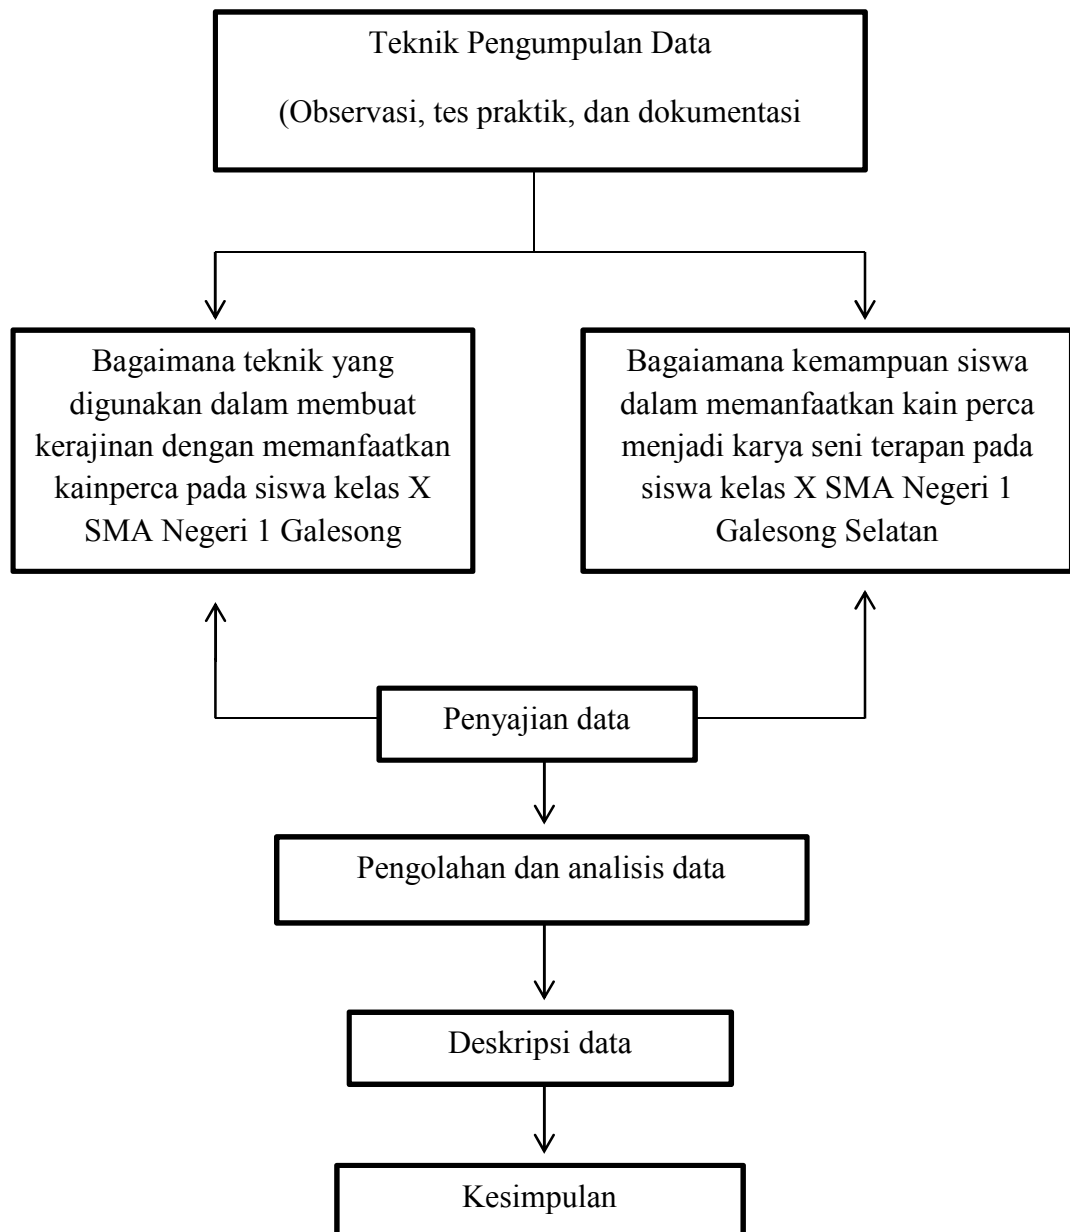 Teknik Pengumpulan Data
(Observasi, tes praktik, dan dokumentasi
Bagaimana teknik yang
digunakan dalam membuat
kerajinan dengan memanfaatkan
kainperca pada siswa kelas X
SMA Negeri 1 Galesong
Bagaiamana kemampuan siswa
dalam memanfaatkan kain perca
menjadi karya seni terapan pada
siswa kelas X SMA Negeri 1
Galesong Selatan
Penyajian data
Pengolahan dan analisis data
Deskripsi data
Kesimpulan